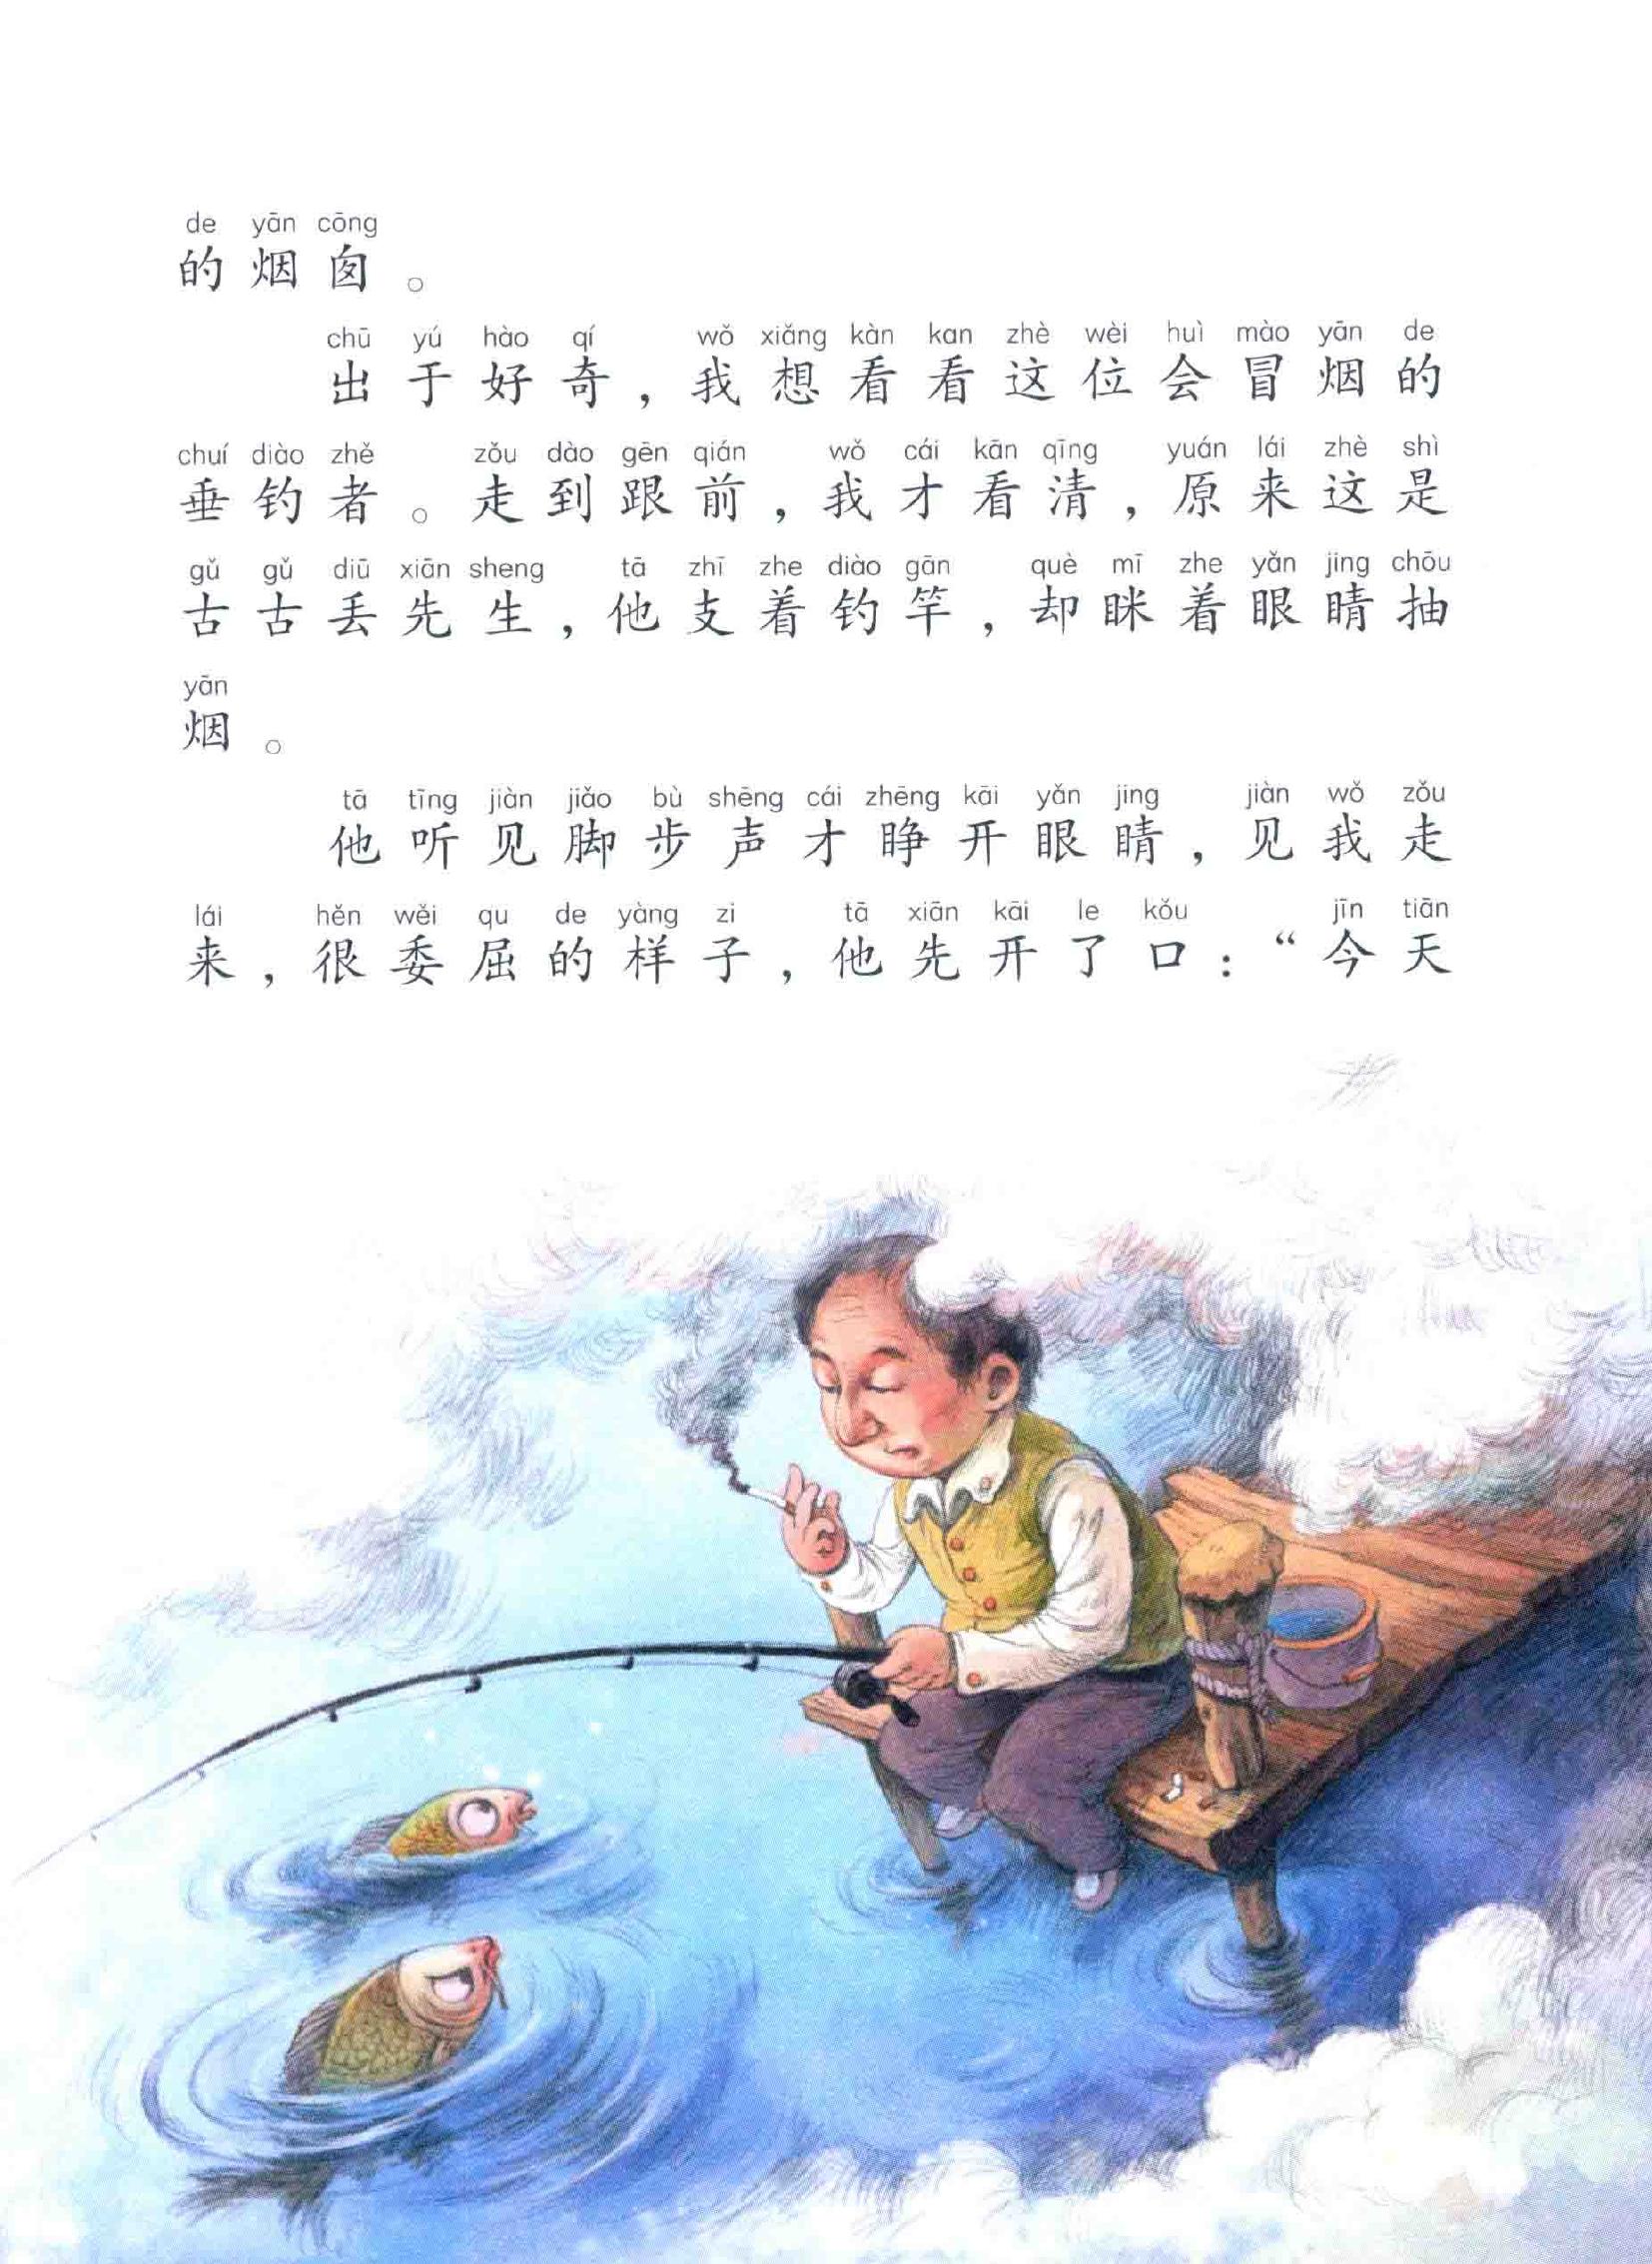 de yān cōng
的烟囱。
chū yú hào qí wǒ xiǎng kàn kan zhè wèi huì mào yān de
出于好奇，我想看看这位会冒烟的
chuí diào zhě zǒu dào gēn qián wǒ cái kān qīng yuán lái zhè shì
垂钓者。走到跟前，我才看清，原来这是
gǔ gǔ diū xiān sheng tā zhī zhe diào gān què mī zhe yǎn jing chōu
古古丢先生，他支着钓竿，却眯着眼睛抽
yān
烟。
tā tīng jiàn jiǎo bù shēng cái zhēng kāi yǎn jing jiàn wǒ zǒu
他听见脚步声才睁开眼睛，见我走
lái hěn wěi qu de yàng zi tā xiān kāi le kǒu jīn tiān
来，很委屈的样子，他先开了口：“今天